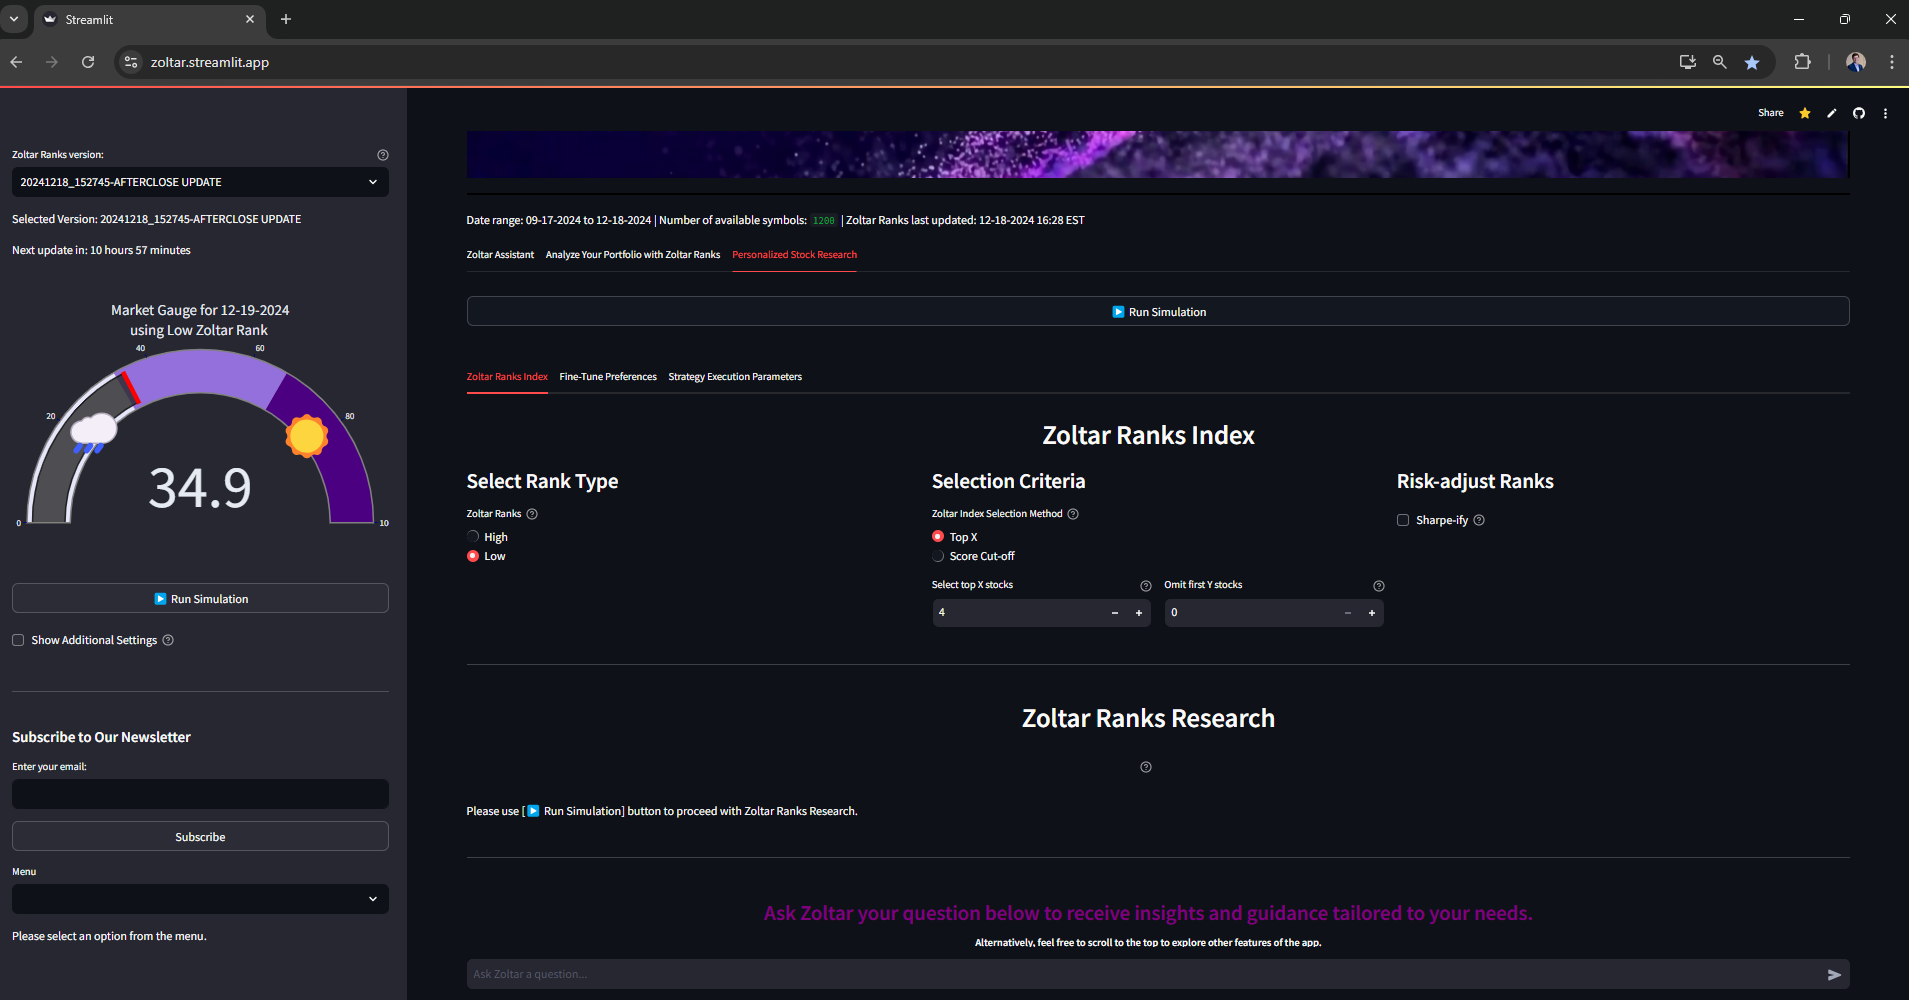 Streamlit
zoltar.streamlit.app
Share
Zoltar Ranks version:
20241218_152745-AFTERCLOSE UPDATE
Selected Version: 20241218_152745-AFTERCLOSE UPDATE
Next update in: 10 hours 57 minutes
Market Gauge for 12-19-2024
using Low Zoltar Rank
40
60
20
80
34.9
0
10
Run Simulation
Show Additional Settings
Subscribe to Our Newsletter
Enter your email:
Subscribe
Menu
Please select an option from the menu.
Date range: 09-17-2024 to 12-18-2024 | Number of available symbols: 1200 | Zoltar Ranks last updated: 12-18-2024 16:28 EST
Zoltar Assistant Analyze Your Portfolio with Zoltar Ranks Personalized Stock Research
Run Simulation
Zoltar Ranks Index Fine-Tune Preferences Strategy Execution Parameters
Zoltar Ranks Index
Select Rank Type
Zoltar Ranks
High
Low
Selection Criteria
Zoltar Index Selection Method
Top X
Score Cut-off
Select top X stocks
4
Omit first Y stocks
0
Risk-adjust Ranks
Sharpe-ify
Zoltar Ranks Research
Please use [ Run Simulation] button to proceed with Zoltar Ranks Research.
Ask Zoltar your question below to receive insights and guidance tailored to your needs.
Alternatively, feel free to scroll to the top to explore other features of the app.
Ask Zoltar a question...